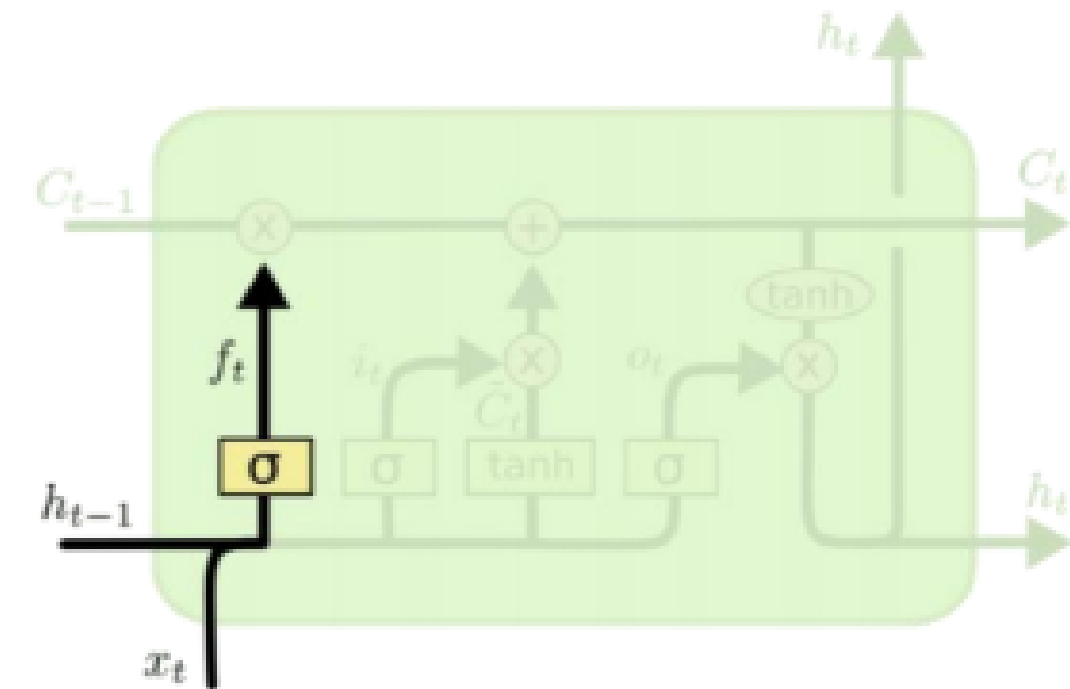 h_t
C_{t-1} × + C_t
tanh
f_t i_t × o_t ×
C̃_t
σ σ tanh σ
h_{t-1} h_t
x_t